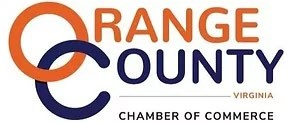 ORANGE
COUNTY
VIRGINIA
CHAMBER OF COMMERCE